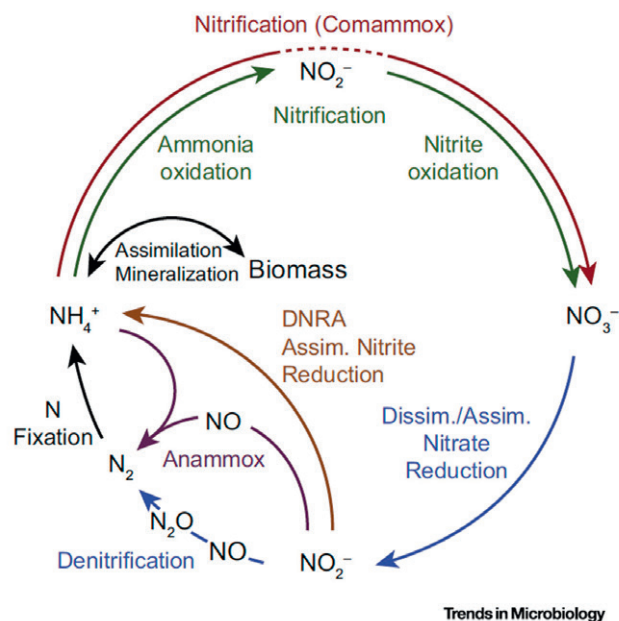 Nitrification (Comammox)
NO₂⁻
Nitrification
Ammonia
oxidation
Nitrite
oxidation
Assimilation
Mineralization
Biomass
NH₄⁺
NO₃⁻
DNRA
Assim. Nitrite
Reduction
Dissim./Assim.
Nitrate
Reduction
N
Fixation
NO
N₂
Anammox
N₂O
Denitrification
NO
NO₂⁻
Trends in Microbiology